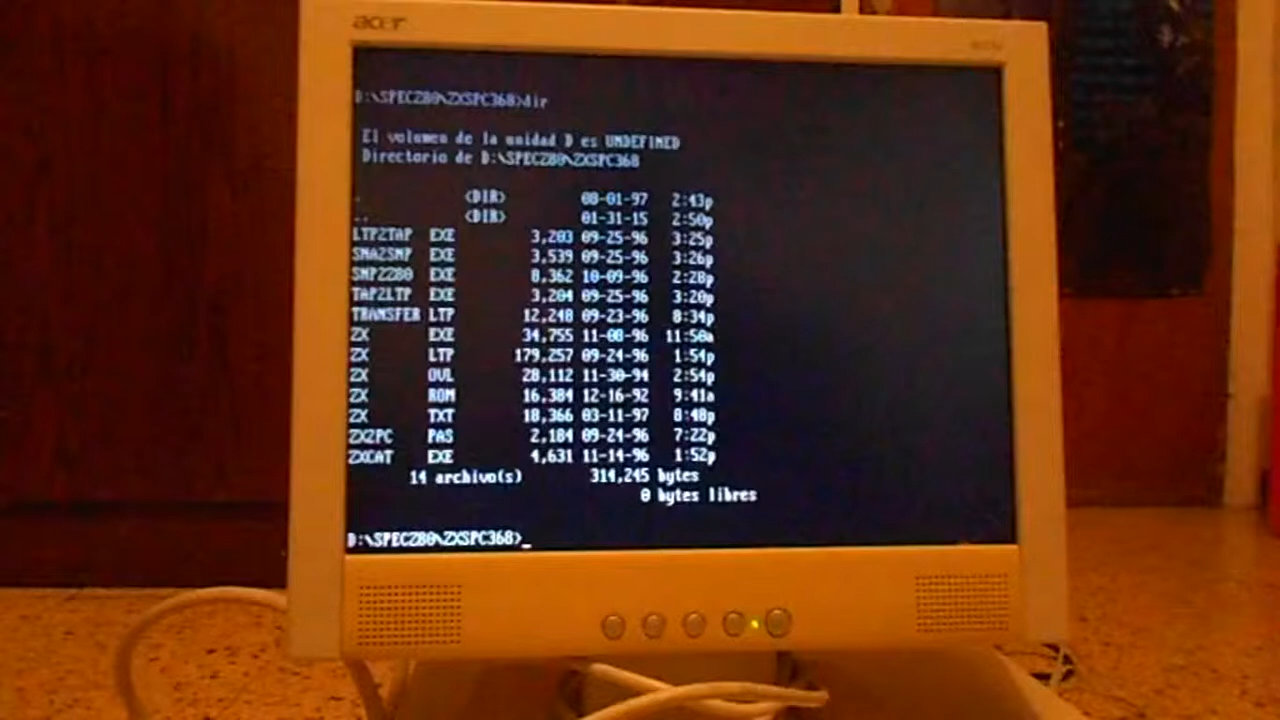 acer
D:\SPECZ80\ZXSPC368>dir
El volumen de la unidad D es UNDEFINED
Directorio de D:\SPECZ80\ZXSPC368
. <DIR> 08-01-97 2:43p
.. <DIR> 01-31-15 2:50p
LTP2TAP EXE 3,203 09-25-96 3:25p
SNA2SNP EXE 3,539 09-25-96 3:26p
SNP2Z80 EXE 8,362 10-09-96 2:28p
TAP2LTP EXE 3,204 09-25-96 3:20p
TRANSFER LTP 12,248 09-23-96 8:34p
ZX EXE 34,755 11-08-96 11:50a
ZX LTP 179,257 09-24-96 1:54p
ZX OVL 28,112 11-30-94 2:54p
ZX ROM 16,384 12-16-92 9:41a
ZX TXT 18,366 03-11-97 8:48p
ZX2PC PAS 2,184 09-24-96 7:22p
ZXCAT EXE 4,631 11-14-96 1:52p
14 archivo(s) 314,245 bytes
0 bytes libres
D:\SPECZ80\ZXSPC368>_